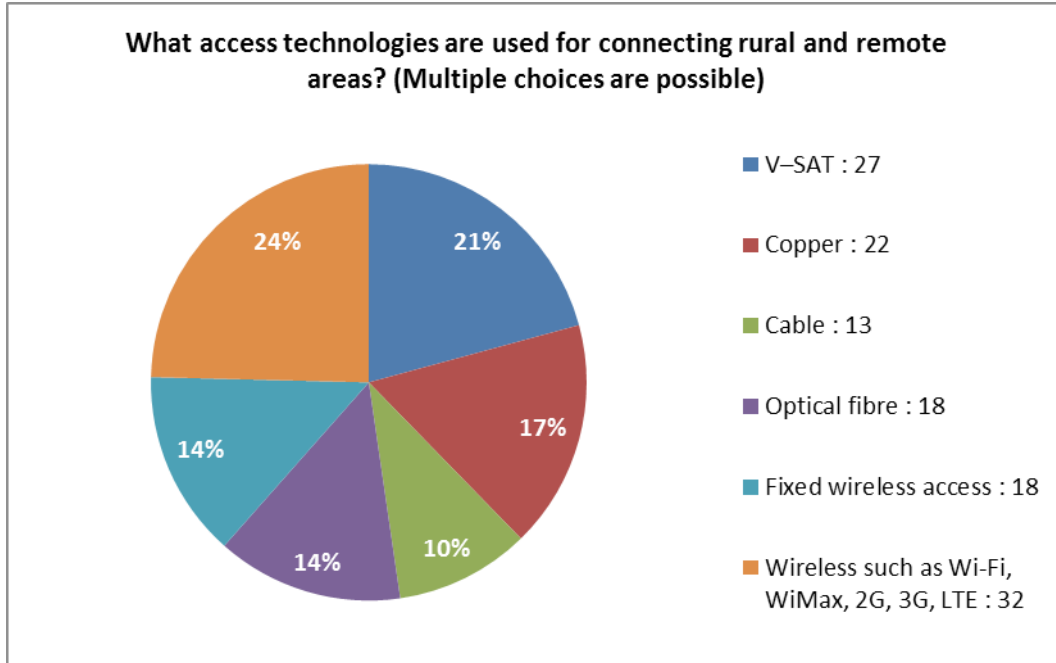 What access technologies are used for connecting rural and remote
areas? (Multiple choices are possible)
24%
21%
17%
14%
14%
10%
V–SAT : 27
Copper : 22
Cable : 13
Optical fibre : 18
Fixed wireless access : 18
Wireless such as Wi-Fi,
WiMax, 2G, 3G, LTE : 32